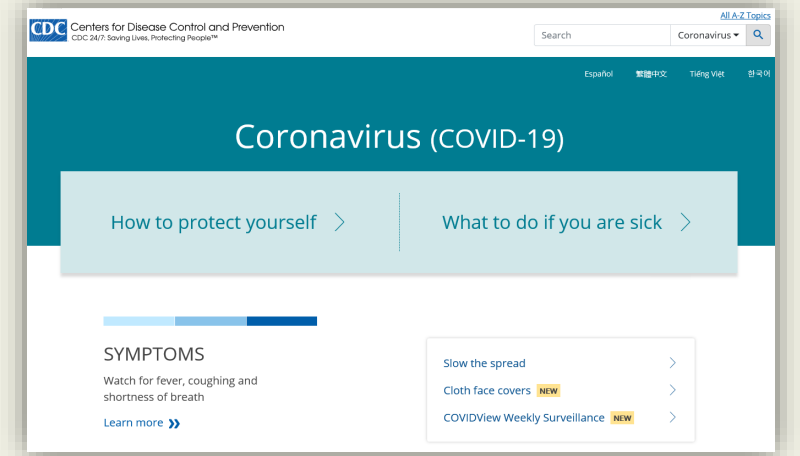 All A-Z Topics
CDC Centers for Disease Control and Prevention
CDC 24/7: Saving Lives, Protecting People™
Search
Coronavirus
Español 繁體中文 Tiếng Việt 한국어
Coronavirus (COVID-19)
How to protect yourself
What to do if you are sick
SYMPTOMS
Watch for fever, coughing and
shortness of breath
Learn more
Slow the spread
Cloth face covers NEW
COVIDView Weekly Surveillance NEW